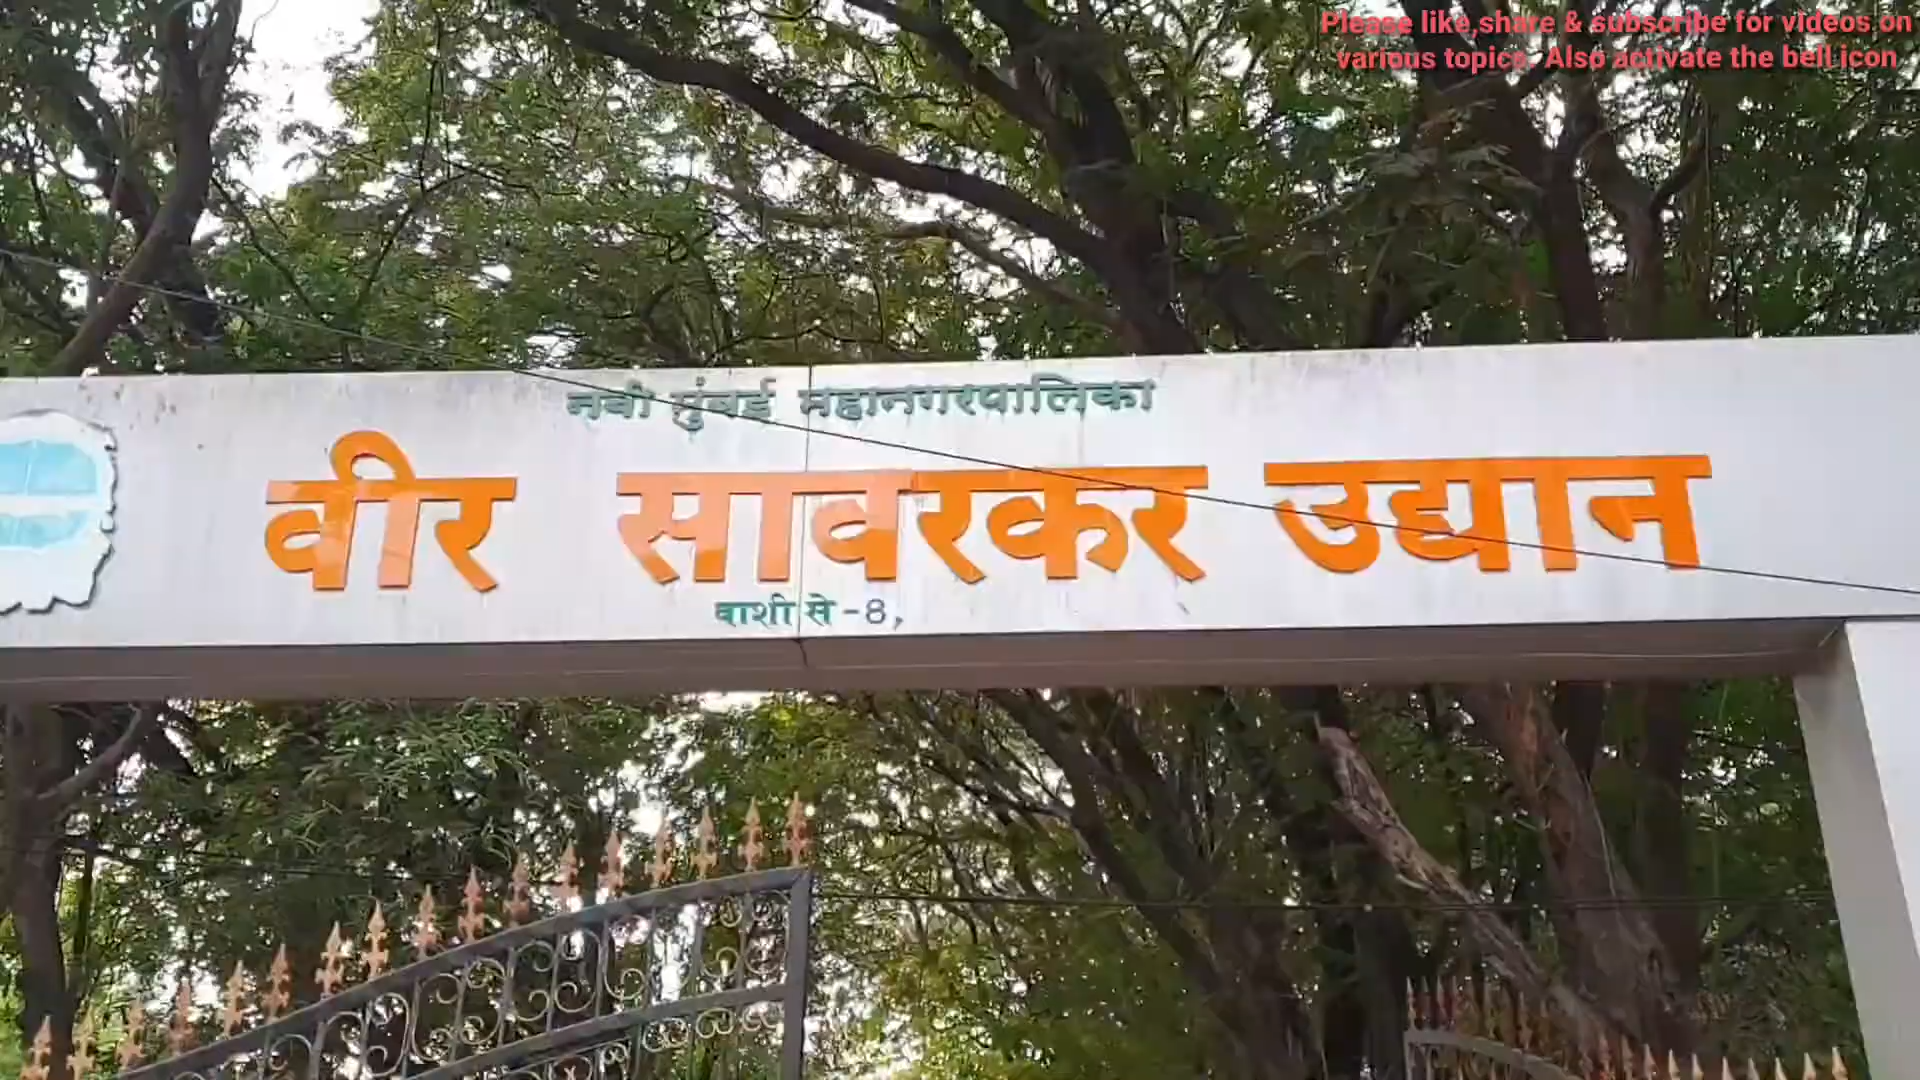 Please like,share & subscribe for videos on
various topics. Also activate the bell icon
नवी मुंबई महानगरपालिका
वीर सावरकर उद्यान
वाशी से-8,